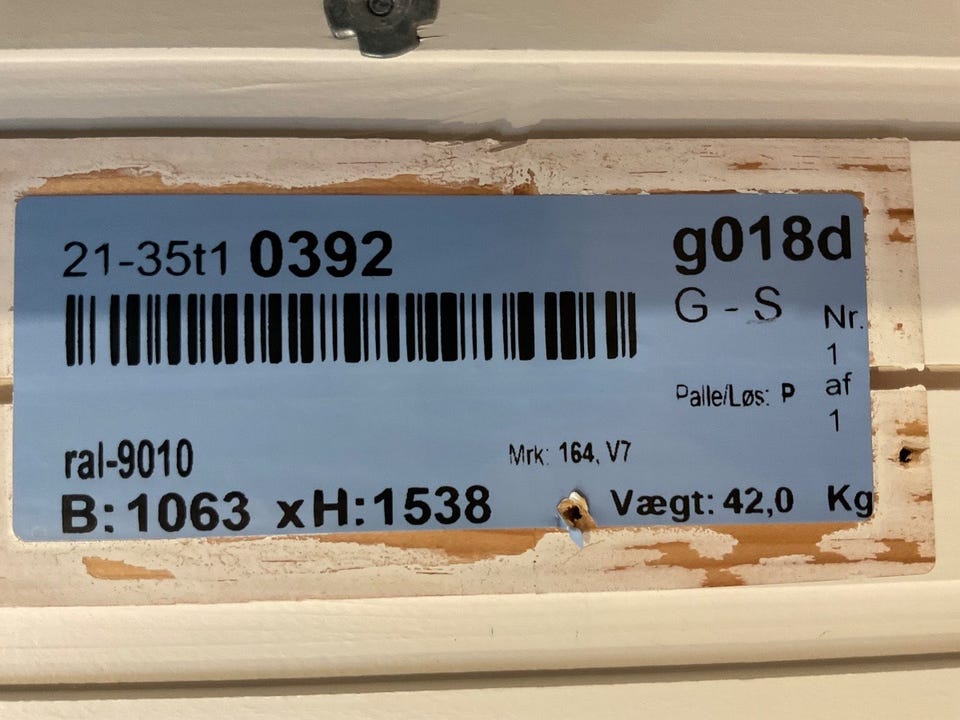 21-35t1 0392
g018d
G - S
Nr.
1
af
1
Palle/Løs: P
ral-9010
Mrk: 164, V7
B: 1063 xH:1538
Vægt: 42,0 Kg